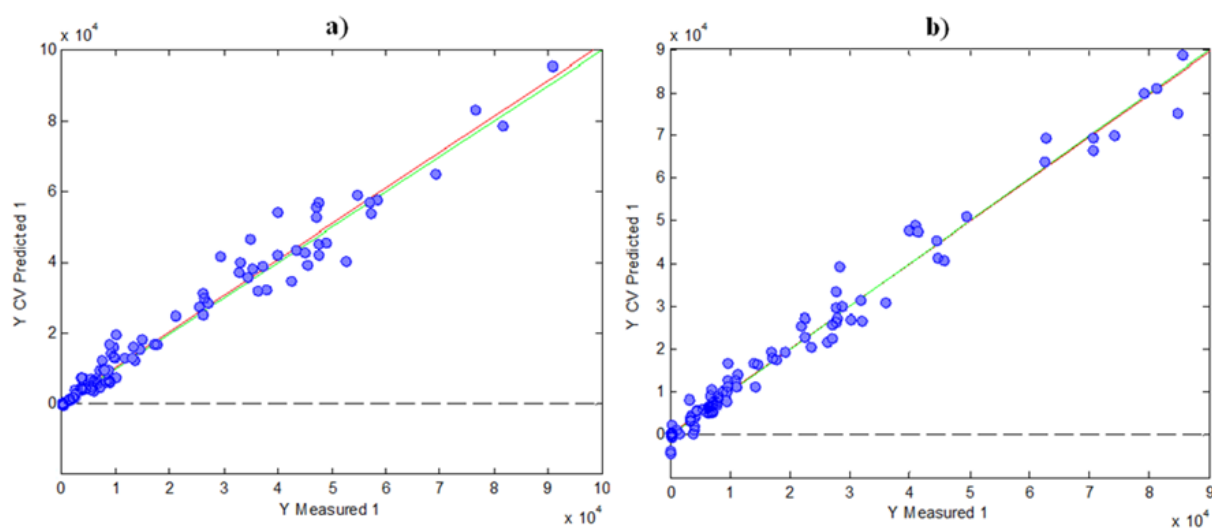 a)
x 10^4
10
8
6
4
2
0
Y CV Predicted 1
0 1 2 3 4 5 6 7 8 9 10
Y Measured 1
x 10^4
b)
x 10^4
9
8
7
6
5
4
3
2
1
0
Y CV Predicted 1
0 1 2 3 4 5 6 7 8 9
Y Measured 1
x 10^4